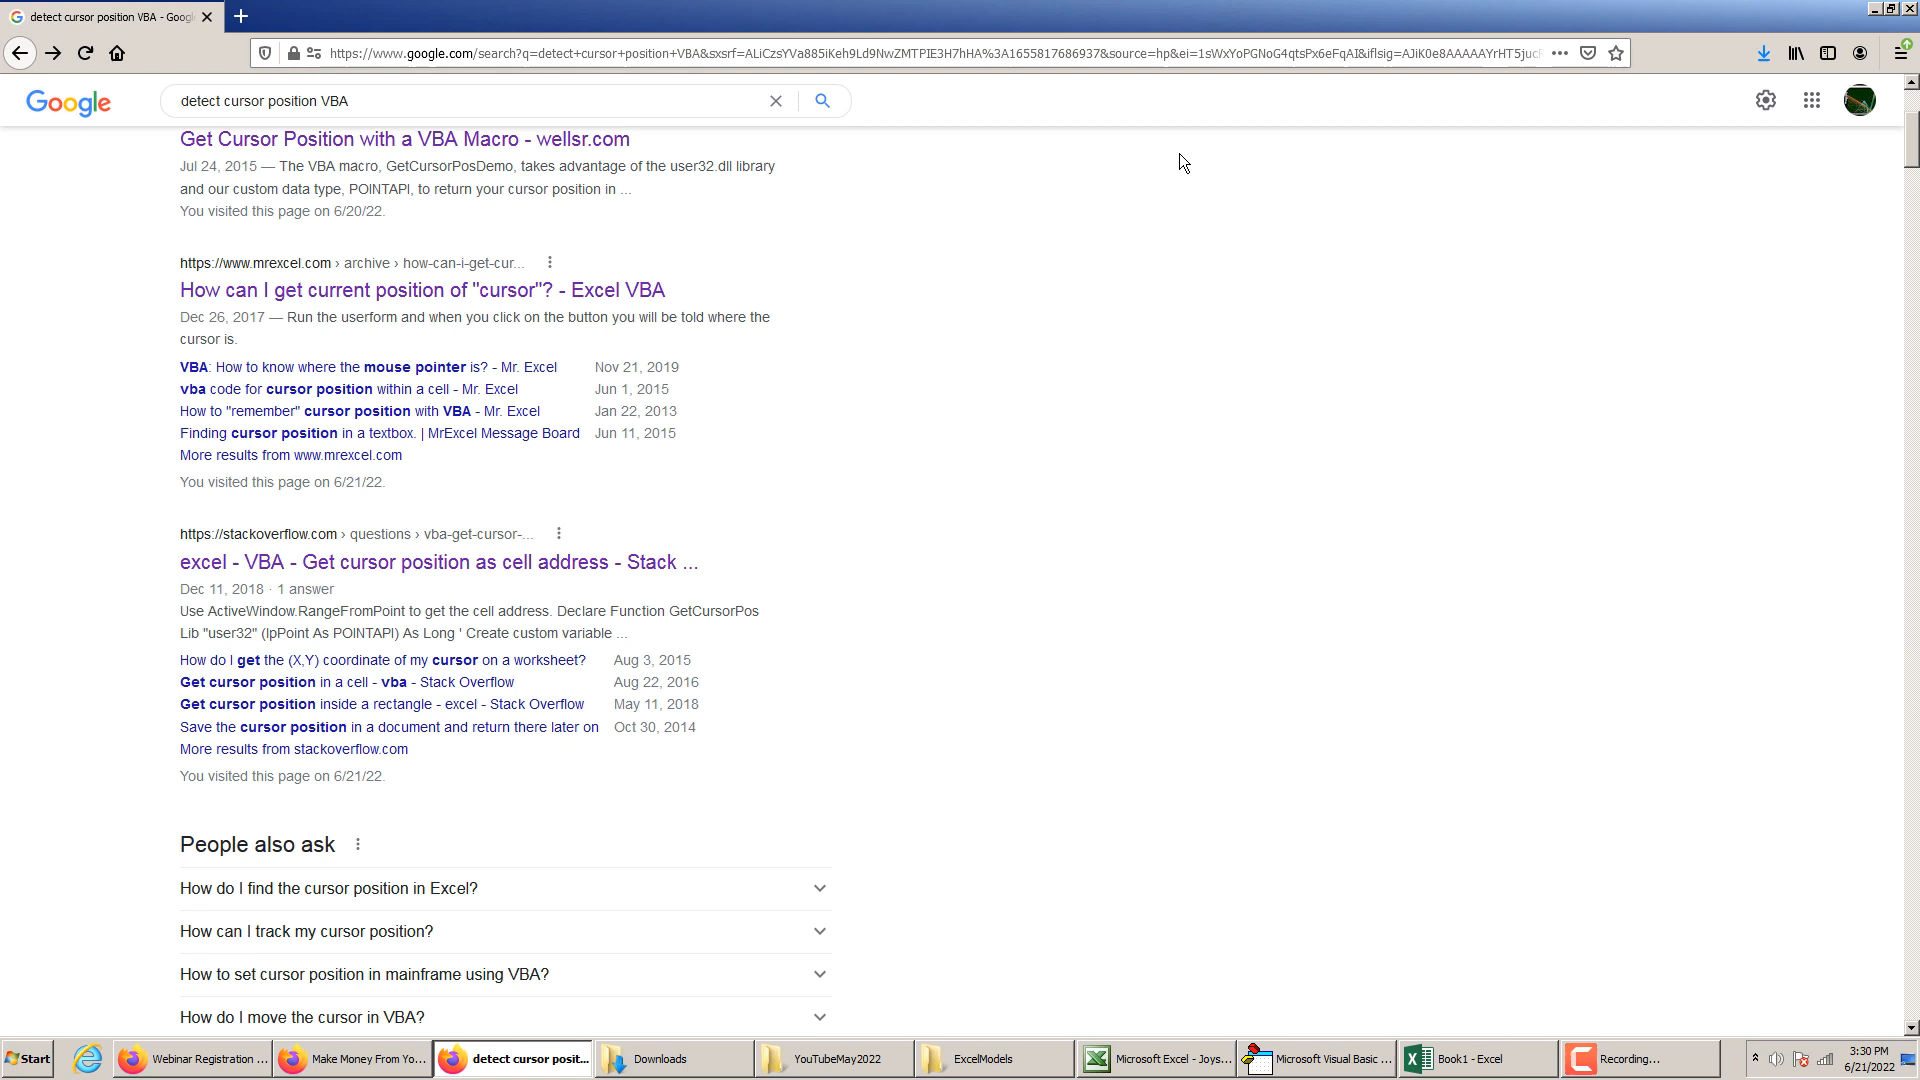 detect cursor position VBA - Goog
https://www.google.com/search?q=detect+cursor+position+VBA&sxsrf=ALiCzsYVa885iKeh9Ld9NwZMTPIE3H7hHA%3A1655817686937&source=hp&ei=1sWxYoPGNoG4qtsPx6eFqAI&iflsig=AJiK0e8AAAAAYrHT5juc
Google
detect cursor position VBA
Get Cursor Position with a VBA Macro - wellsr.com
Jul 24, 2015 — The VBA macro, GetCursorPosDemo, takes advantage of the user32.dll library
and our custom data type, POINTAPI, to return your cursor position in ...
You visited this page on 6/20/22.
https://www.mrexcel.com › archive › how-can-i-get-cur...
How can I get current position of "cursor"? - Excel VBA
Dec 26, 2017 — Run the userform and when you click on the button you will be told where the
cursor is.
VBA: How to know where the mouse pointer is? - Mr. Excel Nov 21, 2019
vba code for cursor position within a cell - Mr. Excel Jun 1, 2015
How to "remember" cursor position with VBA - Mr. Excel Jan 22, 2013
Finding cursor position in a textbox. | MrExcel Message Board Jun 11, 2015
More results from www.mrexcel.com
You visited this page on 6/21/22.
https://stackoverflow.com › questions › vba-get-cursor-...
excel - VBA - Get cursor position as cell address - Stack ...
Dec 11, 2018 · 1 answer
Use ActiveWindow.RangeFromPoint to get the cell address. Declare Function GetCursorPos
Lib "user32" (lpPoint As POINTAPI) As Long ' Create custom variable ...
How do I get the (X,Y) coordinate of my cursor on a worksheet? Aug 3, 2015
Get cursor position in a cell - vba - Stack Overflow Aug 22, 2016
Get cursor position inside a rectangle - excel - Stack Overflow May 11, 2018
Save the cursor position in a document and return there later on Oct 30, 2014
More results from stackoverflow.com
You visited this page on 6/21/22.
People also ask
How do I find the cursor position in Excel?
How can I track my cursor position?
How to set cursor position in mainframe using VBA?
How do I move the cursor in VBA?
Start Webinar Registration ... Make Money From Yo... detect cursor posit... Downloads YouTubeMay2022 ExcelModels Microsoft Excel - Joys... Microsoft Visual Basic ... Book1 - Excel Recording... 3:30 PM
6/21/2022